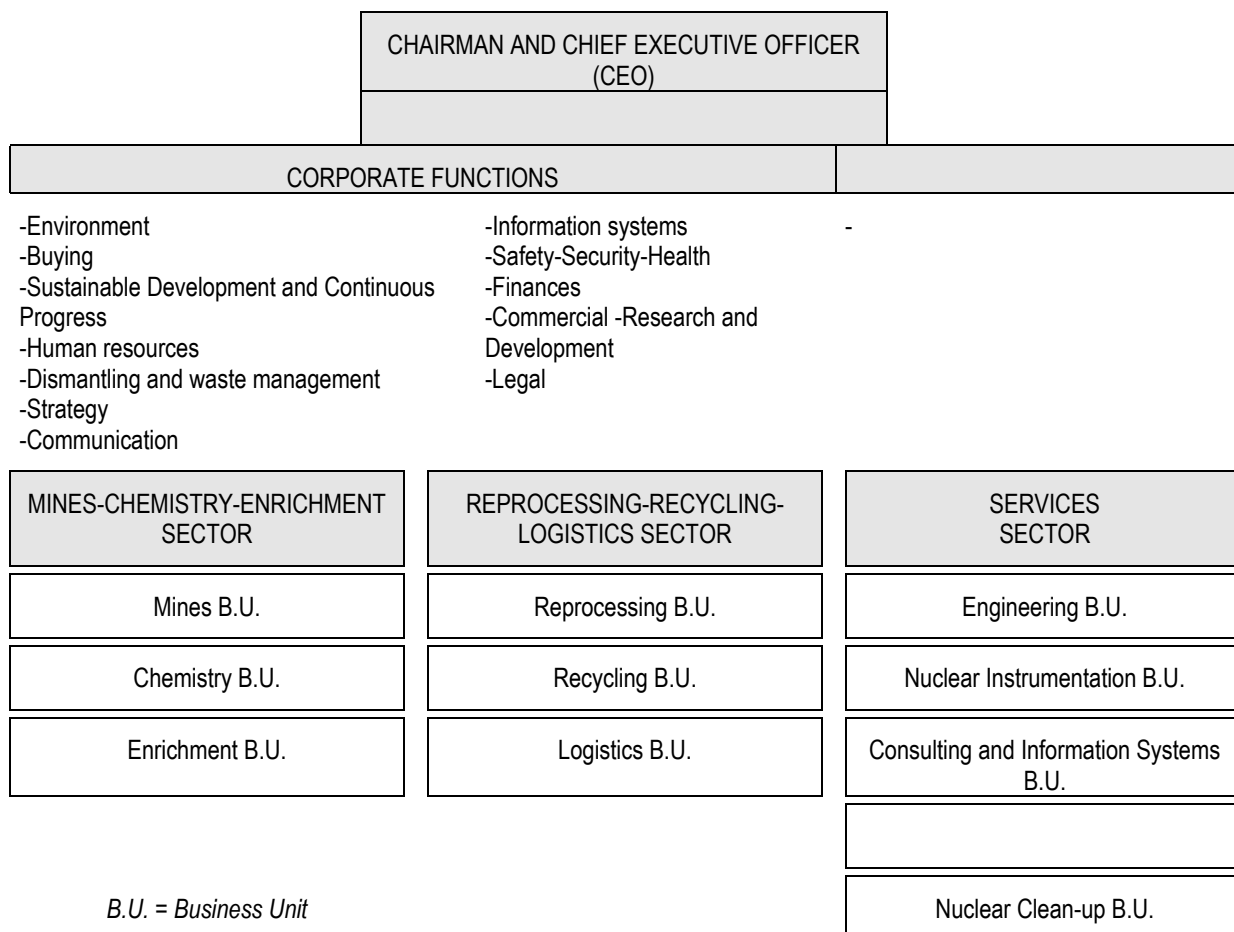 CHAIRMAN AND CHIEF EXECUTIVE OFFICER
(CEO)
CORPORATE FUNCTIONS
-Environment
-Buying
-Sustainable Development and Continuous
Progress
-Human resources
-Dismantling and waste management
-Strategy
-Communication
-Information systems
-Safety-Security-Health
-Finances
-Commercial -Research and
Development
-Legal
-
MINES-CHEMISTRY-ENRICHMENT
SECTOR
Mines B.U.
Chemistry B.U.
Enrichment B.U.
REPROCESSING-RECYCLING-
LOGISTICS SECTOR
Reprocessing B.U.
Recycling B.U.
Logistics B.U.
SERVICES
SECTOR
Engineering B.U.
Nuclear Instrumentation B.U.
Consulting and Information Systems
B.U.
Nuclear Clean-up B.U.
B.U. = Business Unit